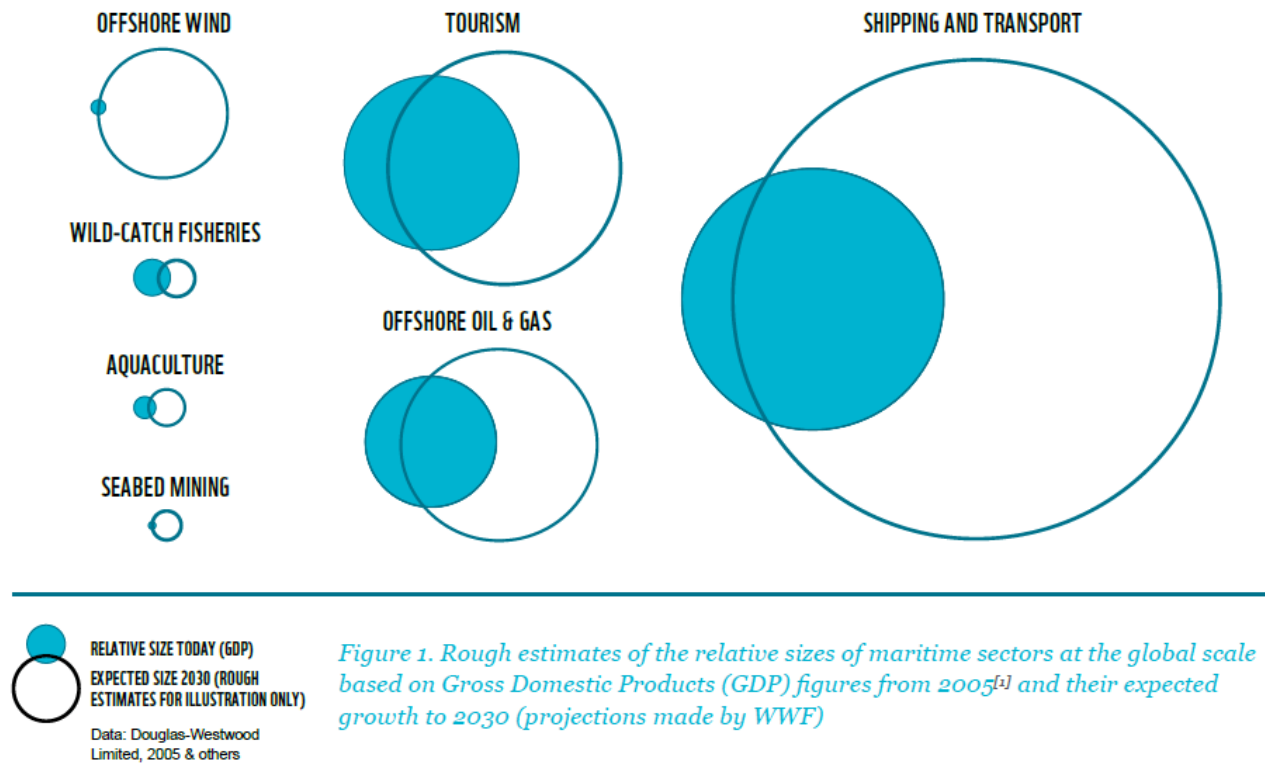 OFFSHORE WIND
TOURISM
SHIPPING AND TRANSPORT
WILD-CATCH FISHERIES
OFFSHORE OIL & GAS
AQUACULTURE
SEABED MINING
RELATIVE SIZE TODAY (GDP)
EXPECTED SIZE 2030 (ROUGH
ESTIMATES FOR ILLUSTRATION ONLY)
Data: Douglas-Westwood
Limited, 2005 & others
Figure 1. Rough estimates of the relative sizes of maritime sectors at the global scale
based on Gross Domestic Products (GDP) figures from 2005[1] and their expected
growth to 2030 (projections made by WWF)